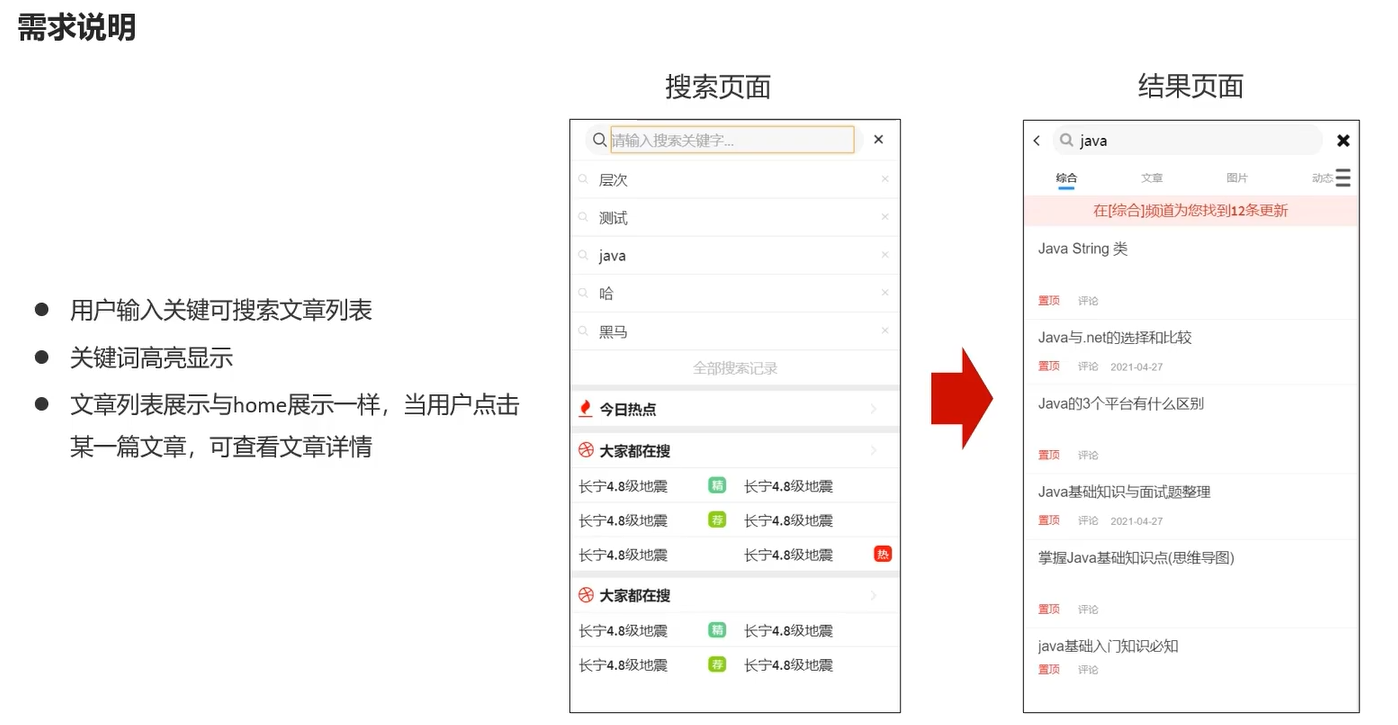 需求说明
用户输入关键可搜索文章列表
关键词高亮显示
文章列表展示与home展示一样，当用户点击
某一篇文章，可查看文章详情
搜索页面
请输入搜索关键字...
层次
测试
java
哈
黑马
全部搜索记录
今日热点
大家都在搜
长宁4.8级地震 精 长宁4.8级地震
长宁4.8级地震 荐 长宁4.8级地震
长宁4.8级地震 长宁4.8级地震 热
大家都在搜
长宁4.8级地震 精 长宁4.8级地震
长宁4.8级地震 荐 长宁4.8级地震
结果页面
java
综合 文章 图片 动态
在[综合]频道为您找到12条更新
Java String 类
置顶 评论
Java与.net的选择和比较
置顶 评论 2021-04-27
Java的3个平台有什么区别
置顶 评论
Java基础知识与面试题整理
置顶 评论 2021-04-27
掌握Java基础知识点(思维导图)
置顶 评论
java基础入门知识必知
置顶 评论